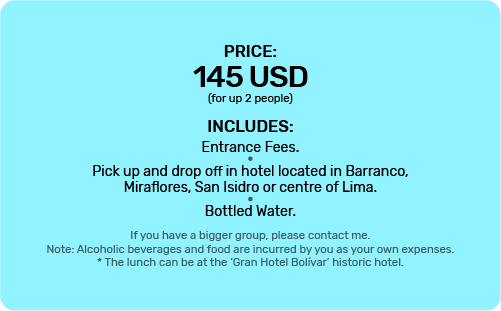 PRICE:
145 USD
(for up 2 people)
INCLUDES:
Entrance Fees.
•
Pick up and drop off in hotel located in Barranco,
Miraflores, San Isidro or centre of Lima.
•
Bottled Water.
If you have a bigger group, please contact me.
Note: Alcoholic beverages and food are incurred by you as your own expenses.
* The lunch can be at the ‘Gran Hotel Bolívar’ historic hotel.